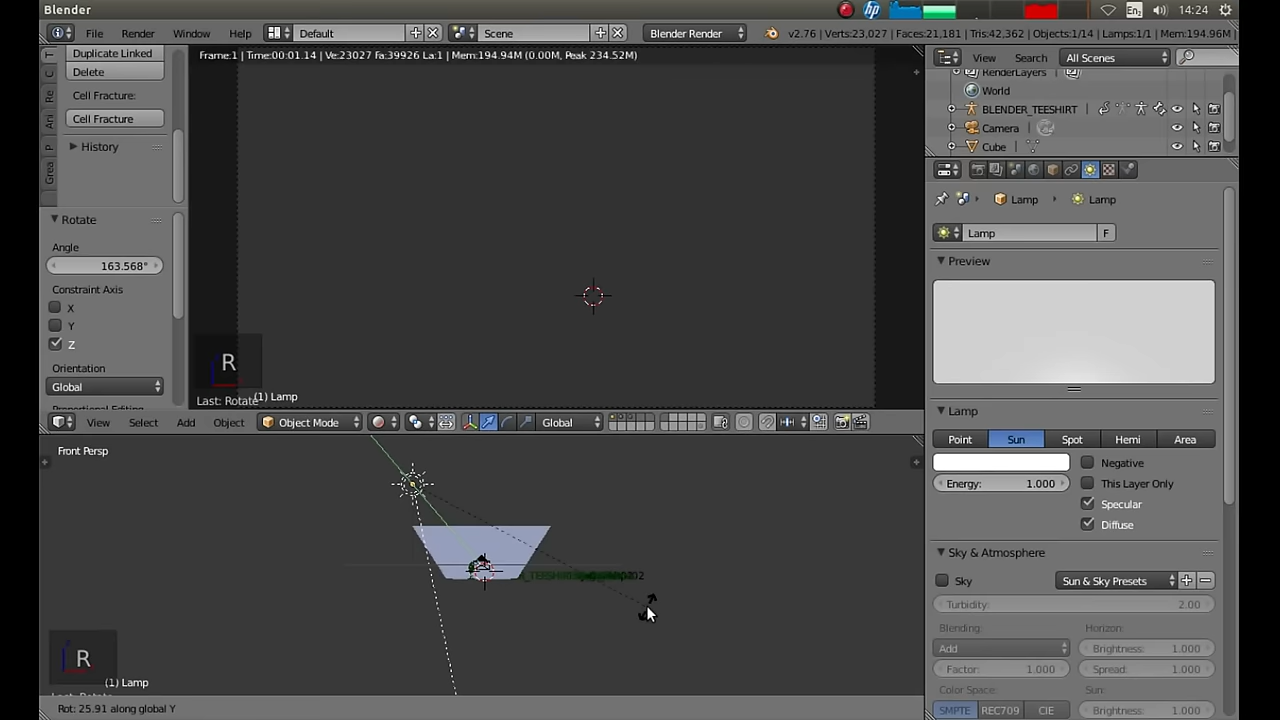 Blender
En₂
14:24
File
Render
Window
Help
Default
Scene
Blender Render
v2.76 | Verts:23,027 | Faces:21,181 | Tris:42,362 | Objects:1/14 | Lamps:1/1 | Mem:194.96M
Duplicate Linked
Delete
Cell Fracture:
Cell Fracture
History
T
C
Re
Ani
P
Grea
Frame:1 | Time:00:01.14 | Ve:23027 Fa:39926 La:1 | Mem:194.94M (0.00M, Peak 234.52M)
View
Search
All Scenes
RenderLayers
World
BLENDER_TEESHIRT
Camera
Cube
Lamp
Lamp
Lamp
F
Preview
Rotate
Angle
163.568°
Constraint Axis
X
Y
Z
Orientation
Global
R
Last: Rotate
(1) Lamp
View
Select
Add
Object
Object Mode
Global
Lamp
Point
Sun
Spot
Hemi
Area
Negative
Energy:
1.000
This Layer Only
Specular
Diffuse
Sky & Atmosphere
Sky
Sun & Sky Presets
Turbidity:
2.00
Blending:
Horizon:
Add
Brightness:
1.000
Factor:
1.000
Spread:
1.000
Color Space:
Sun:
SMPTE
REC709
CIE
Brightness:
1.000
Front Persp
R
(1) Lamp
Rot: 25.91 along global Y